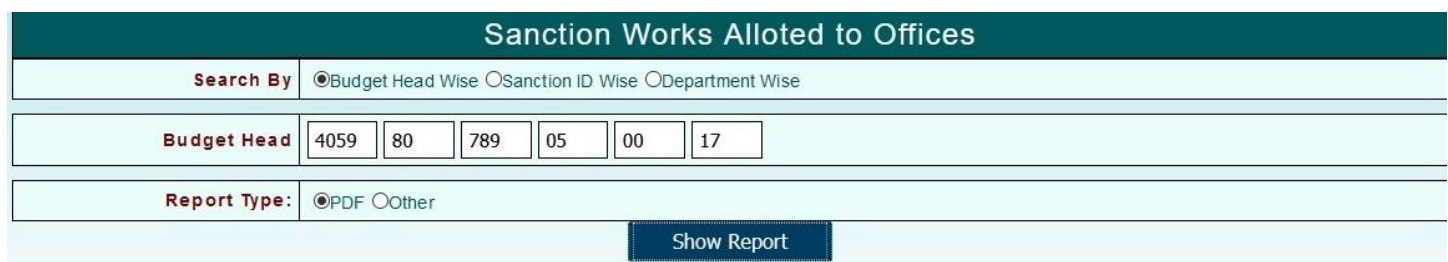 Sanction Works Alloted to Offices
Search By Budget Head Wise Sanction ID Wise Department Wise
Budget Head 4059 80 789 05 00 17
Report Type: PDF Other
Show Report